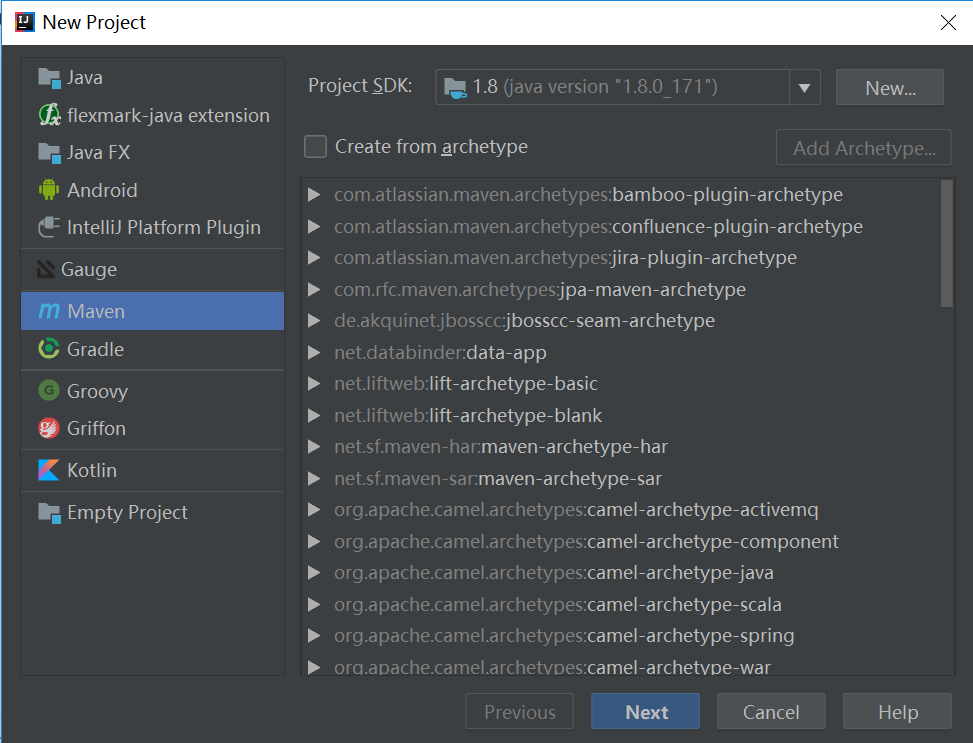 New Project
Java
flexmark-java extension
Java FX
Android
IntelliJ Platform Plugin
Gauge
Maven
Gradle
Groovy
Griffon
Kotlin
Empty Project
Project SDK: 1.8 (java version "1.8.0_171") New...
Create from archetype Add Archetype...
com.atlassian.maven.archetypes:bamboo-plugin-archetype
com.atlassian.maven.archetypes:confluence-plugin-archetype
com.atlassian.maven.archetypes:jira-plugin-archetype
com.rfc.maven.archetypes:jpa-maven-archetype
de.akquinet.jbosscc:jbosscc-seam-archetype
net.databinder:data-app
net.liftweb:lift-archetype-basic
net.liftweb:lift-archetype-blank
net.sf.maven-har:maven-archetype-har
net.sf.maven-sar:maven-archetype-sar
org.apache.camel.archetypes:camel-archetype-activemq
org.apache.camel.archetypes:camel-archetype-component
org.apache.camel.archetypes:camel-archetype-java
org.apache.camel.archetypes:camel-archetype-scala
org.apache.camel.archetypes:camel-archetype-spring
org.apache.camel.archetypes:camel-archetype-war
Previous Next Cancel Help